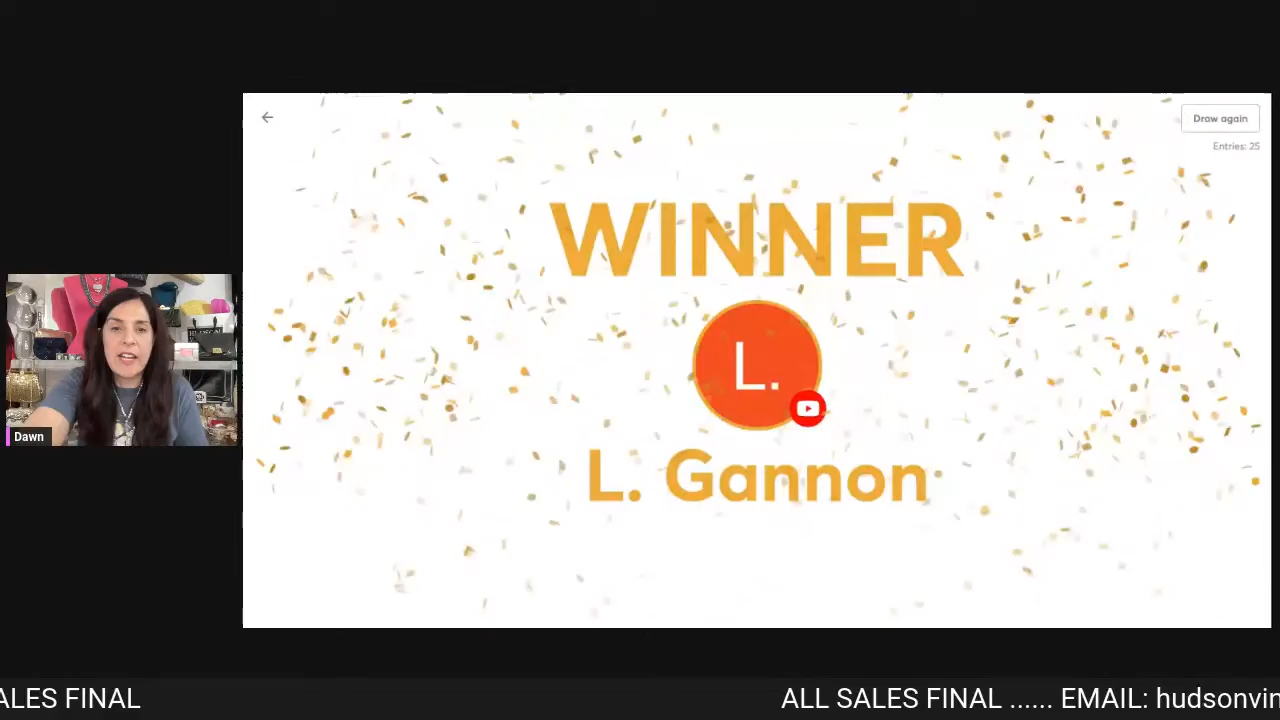 Draw again
Entries: 25
WINNER
L.
L. Gannon
Dawn
ALES FINAL
ALL SALES FINAL ...... EMAIL: hudsonvin